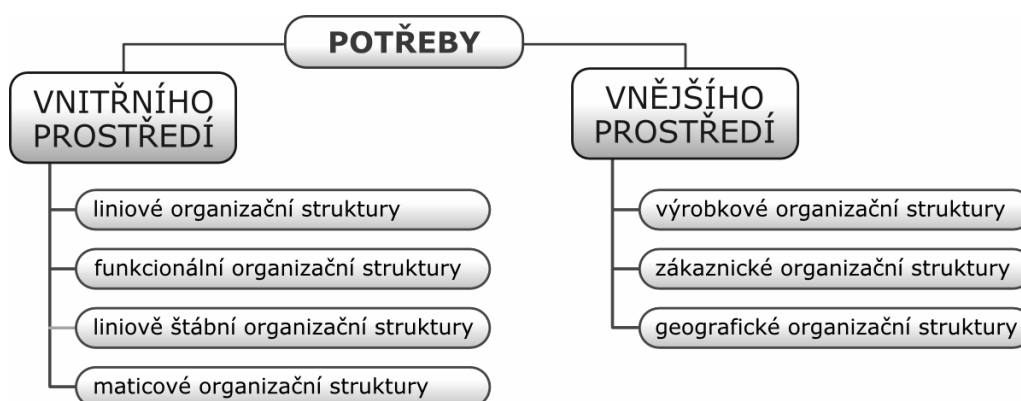 POTŘEBY
VNITŘNÍHO
PROSTŘEDÍ
liniové organizační struktury
funkcionální organizační struktury
liniově štábní organizační struktury
maticové organizační struktury
VNĚJŠÍHO
PROSTŘEDÍ
výrobkové organizační struktury
zákaznické organizační struktury
geografické organizační struktury